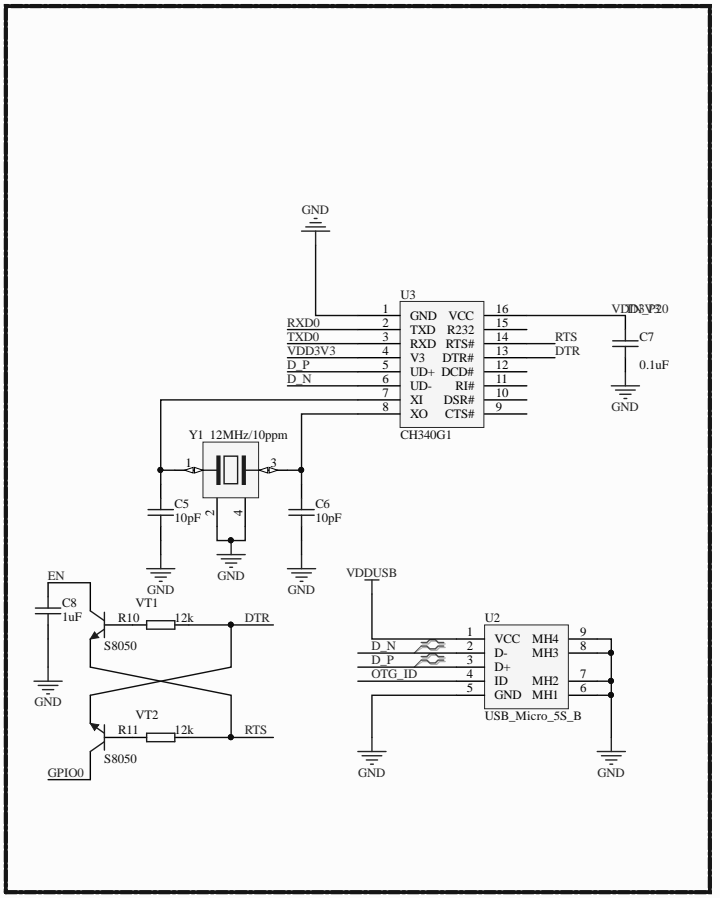 GND
U3
1 GND VCC 16
RXD0 2 TXD R232 15
TXD0 3 RXD RTS# 14 RTS
VDD3V3 4 V3 DTR# 13 DTR
D_P 5 UD+ DCD# 12
D_N 6 UD- RI# 11
7 XI DSR# 10
8 XO CTS# 9
CH340G1
C7
0.1uF
GND
Y1 12MHz/10ppm
1 3
2 4
C5
10pF
C6
10pF
GND
GND
GND
EN
C8
1uF
VT1
R10 12k DTR
S8050
GND
VT2
R11 12k RTS
S8050
GPIO0
VDDUSB
U2
1 VCC MH4 9
D_N 2 D- MH3 8
D_P 3 D+
OTG_ID 4 ID MH2 7
5 GND MH1 6
USB_Micro_5S_B
GND
GND